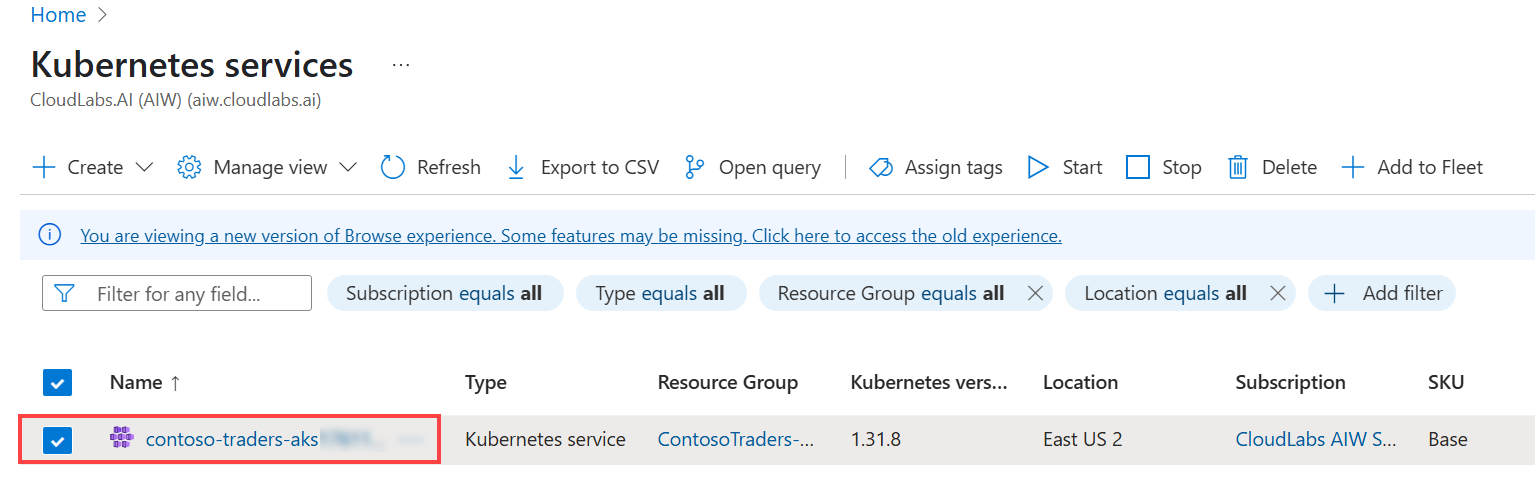 Home >
Kubernetes services ...
CloudLabs.AI (AIW) (aiw.cloudlabs.ai)
Create Manage view Refresh Export to CSV Open query Assign tags Start Stop Delete Add to Fleet
You are viewing a new version of Browse experience. Some features may be missing. Click here to access the old experience.
Filter for any field... Subscription equals all Type equals all Resource Group equals all Location equals all Add filter
Name ↑ Type Resource Group Kubernetes vers... Location Subscription SKU
contoso-traders-aks Kubernetes service ContosoTraders-... 1.31.8 East US 2 CloudLabs AIW S... Base